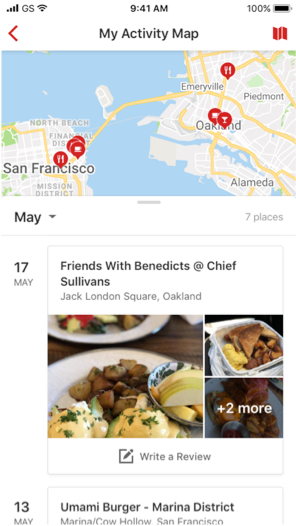 GS 9:41 AM 100%
My Activity Map
Emeryville
Piedmont
NORTH BEACH
FINANCIAL
Oakland
San Francisco
MISSION
DISTRICT
Alameda
May 7 places
17
MAY
Friends With Benedicts @ Chief
Sullivans
Jack London Square, Oakland
+2 more
Write a Review
13
MAY
Umami Burger - Marina District
Marina/Cow Hollow, San Francisco